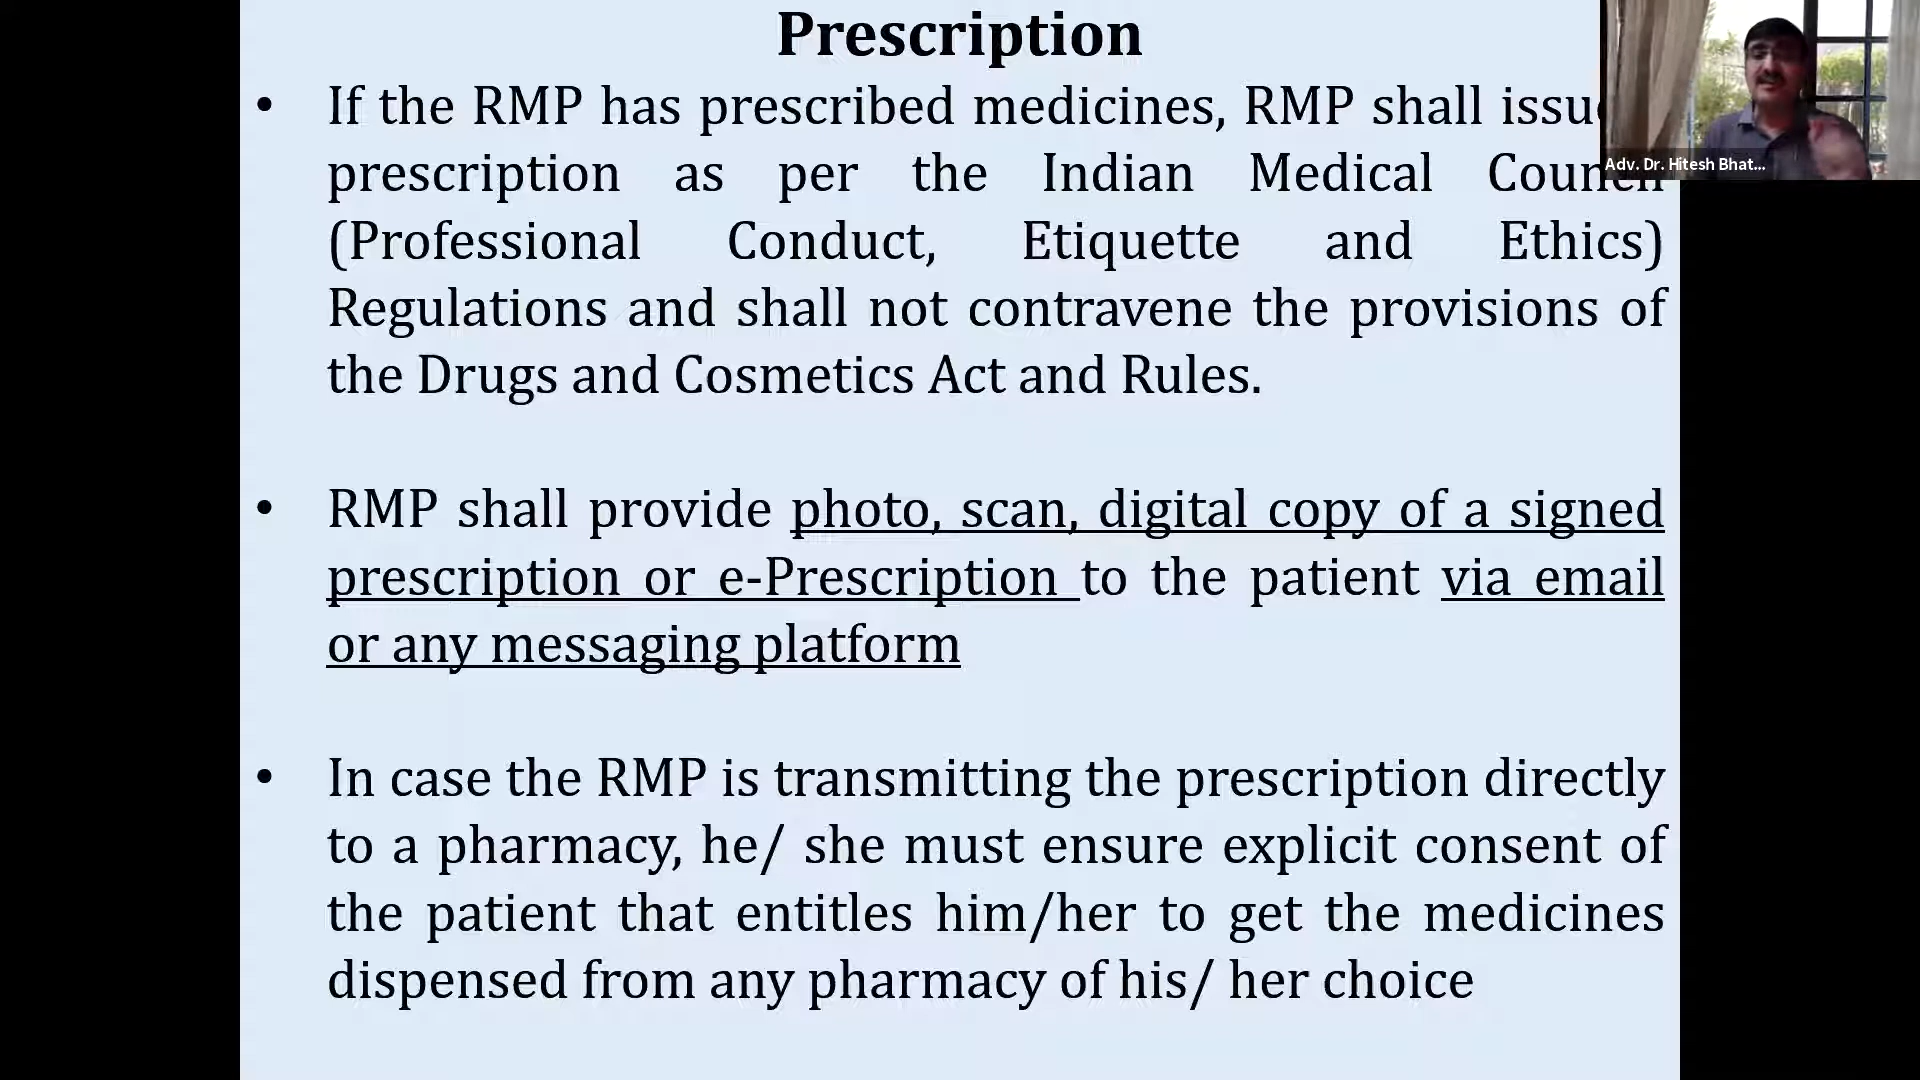 Prescription
• If the RMP has prescribed medicines, RMP shall issue
prescription as per the Indian Medical Council
(Professional Conduct, Etiquette and Ethics)
Regulations and shall not contravene the provisions of
the Drugs and Cosmetics Act and Rules.
• RMP shall provide photo, scan, digital copy of a signed
prescription or e-Prescription to the patient via email
or any messaging platform
• In case the RMP is transmitting the prescription directly
to a pharmacy, he/ she must ensure explicit consent of
the patient that entitles him/her to get the medicines
dispensed from any pharmacy of his/ her choice
Adv. Dr. Hitesh Bhat...